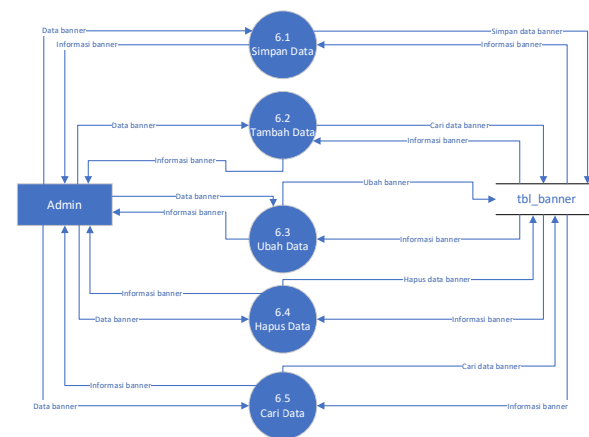 Data banner
Simpan data banner
Informasi banner
6.1
Simpan Data
Informasi banner
6.2
Tambah Data
Data banner
Cari data banner
Informasi banner
Informasi banner
Ubah banner
Admin
Data banner
tbl_banner
Informasi banner
6.3
Ubah Data
Informasi banner
Hapus data banner
Informasi banner
6.4
Hapus Data
Data banner
Informasi banner
Cari data banner
Informasi banner
6.5
Cari Data
Data banner
Informasi banner